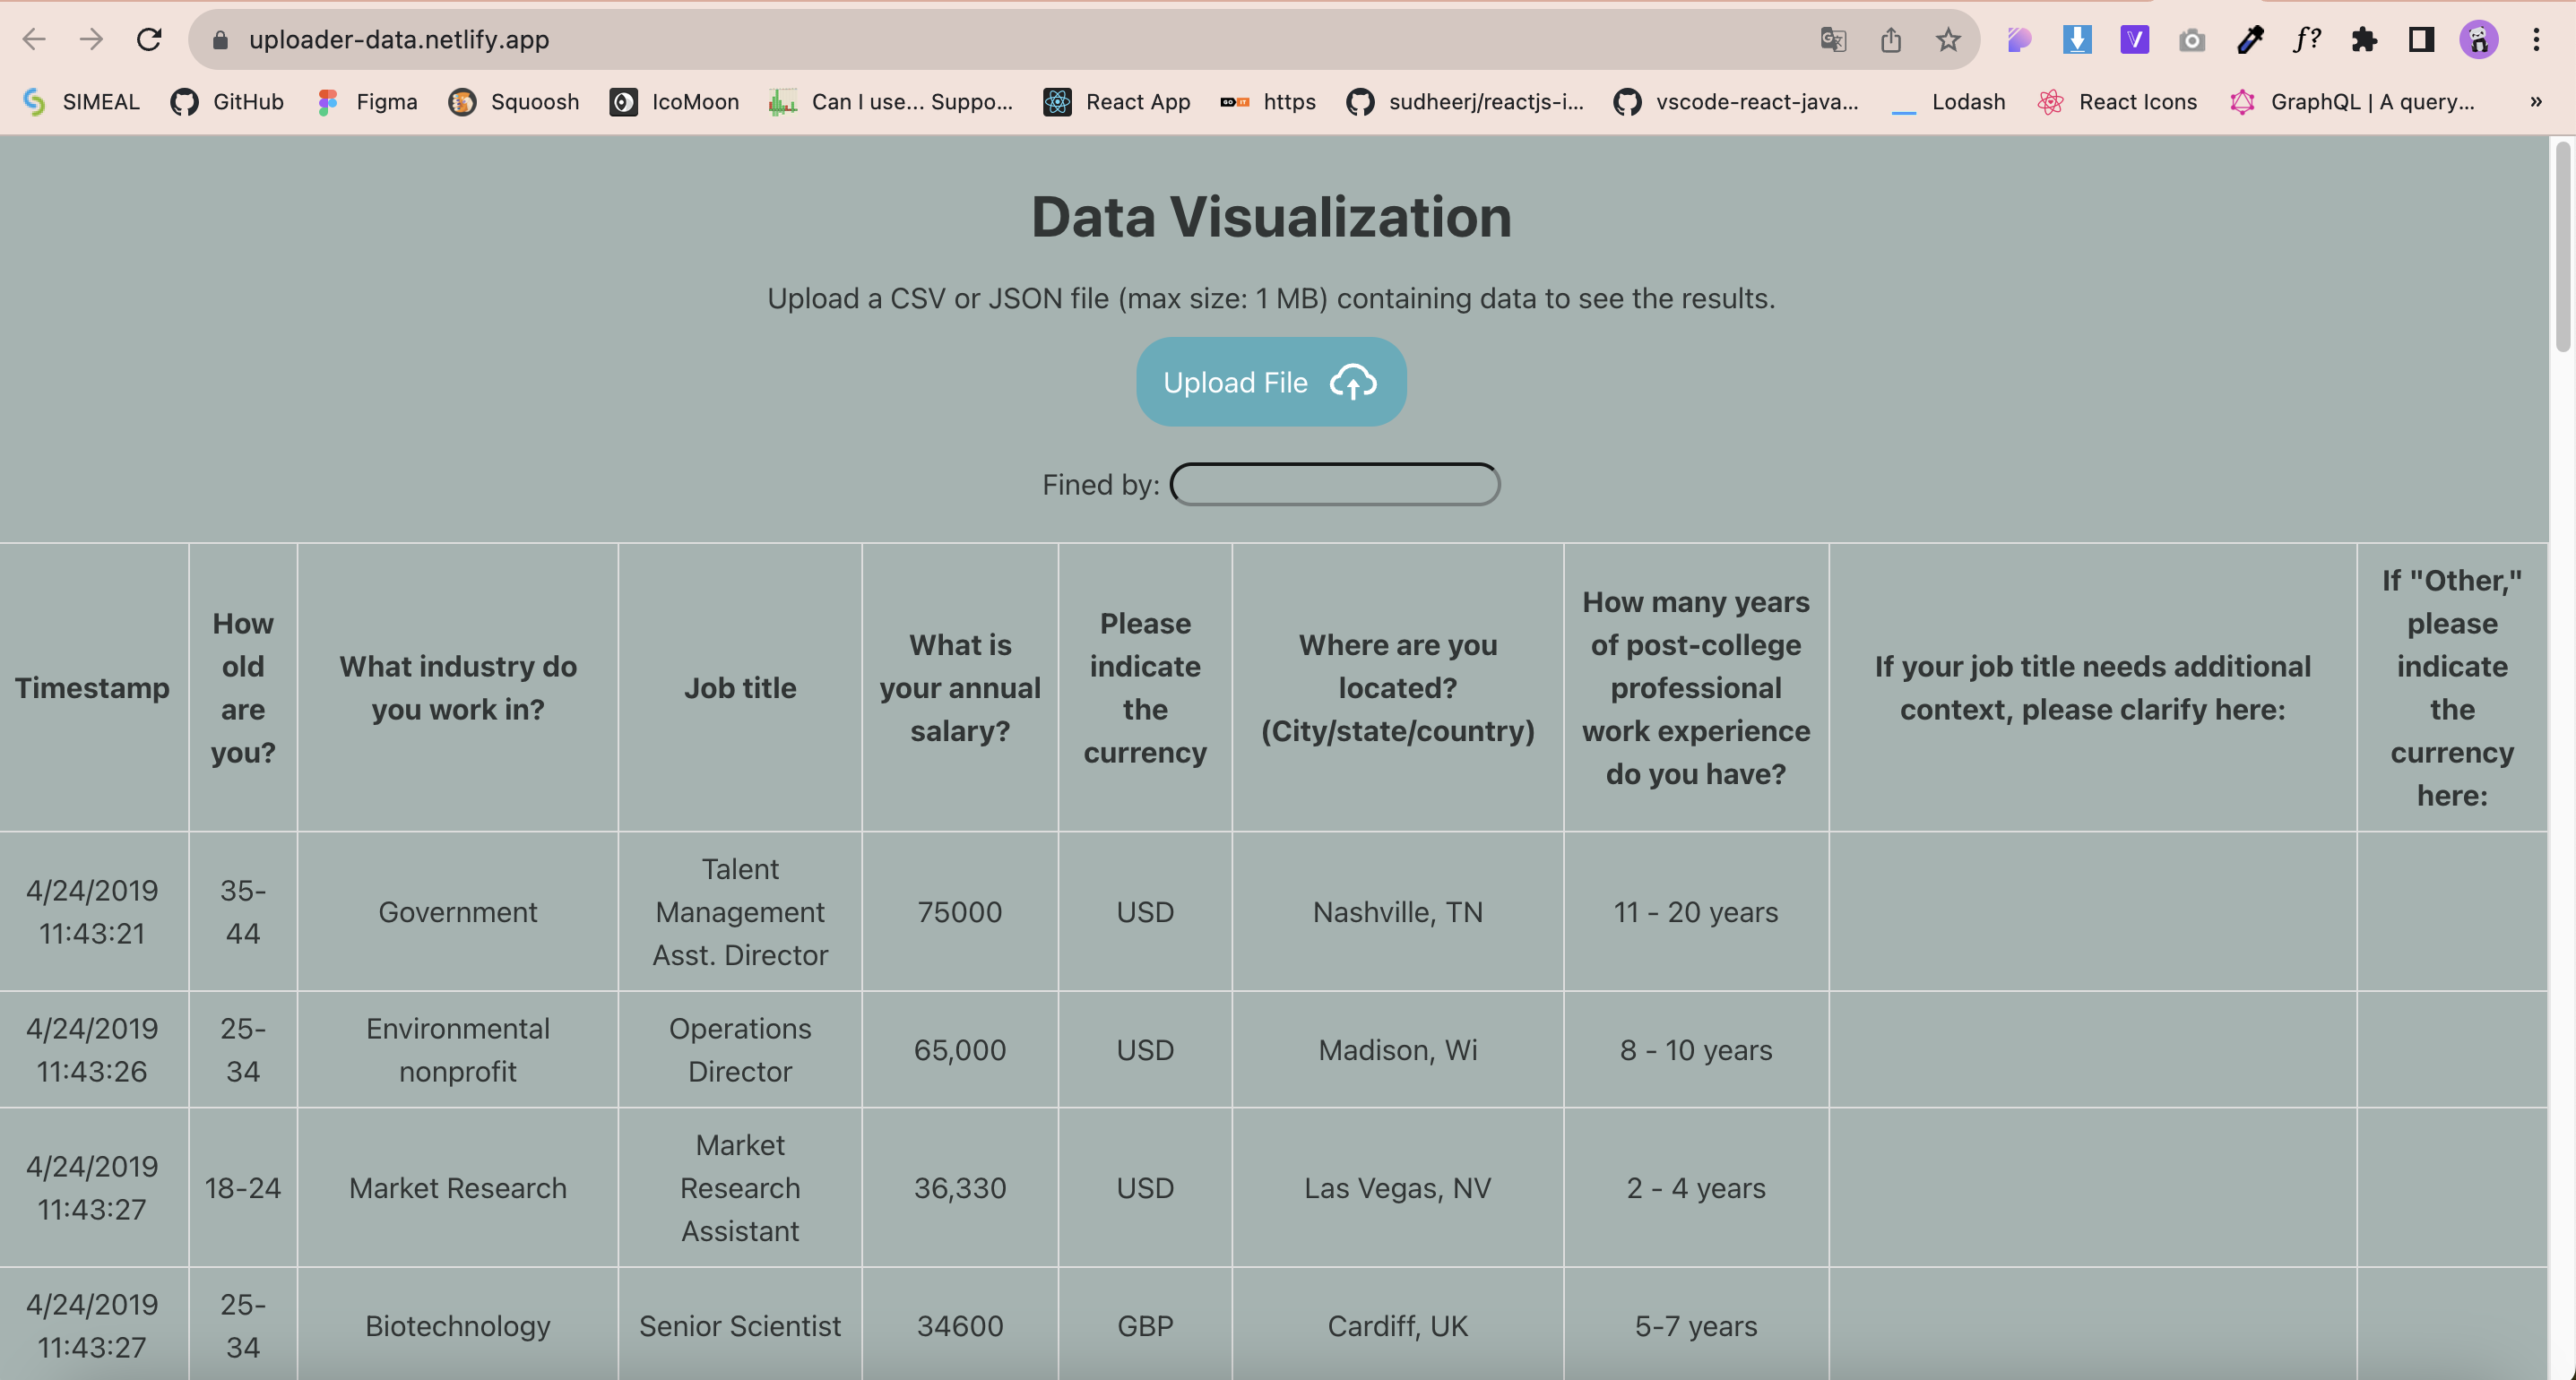 uploader-data.netlify.app
SIMEAL GitHub Figma Squoosh IcoMoon Can I use... Suppo... React App https sudheerj/reactjs-i... vscode-react-java... Lodash React Icons GraphQL | A query... »
Data Visualization
Upload a CSV or JSON file (max size: 1 MB) containing data to see the results.
Upload File
Fined by:
Timestamp
How
old
are
you?
What industry do
you work in?
Job title
What is
your annual
salary?
Please
indicate
the
currency
Where are you
located?
(City/state/country)
How many years
of post-college
professional
work experience
do you have?
If your job title needs additional
context, please clarify here:
If "Other,"
please
indicate
the
currency
here:
4/24/2019
11:43:21
35-
44
Government
Talent
Management
Asst. Director
75000
USD
Nashville, TN
11 - 20 years
4/24/2019
11:43:26
25-
34
Environmental
nonprofit
Operations
Director
65,000
USD
Madison, Wi
8 - 10 years
4/24/2019
11:43:27
18-24
Market Research
Market
Research
Assistant
36,330
USD
Las Vegas, NV
2 - 4 years
4/24/2019
11:43:27
25-
34
Biotechnology
Senior Scientist
34600
GBP
Cardiff, UK
5-7 years